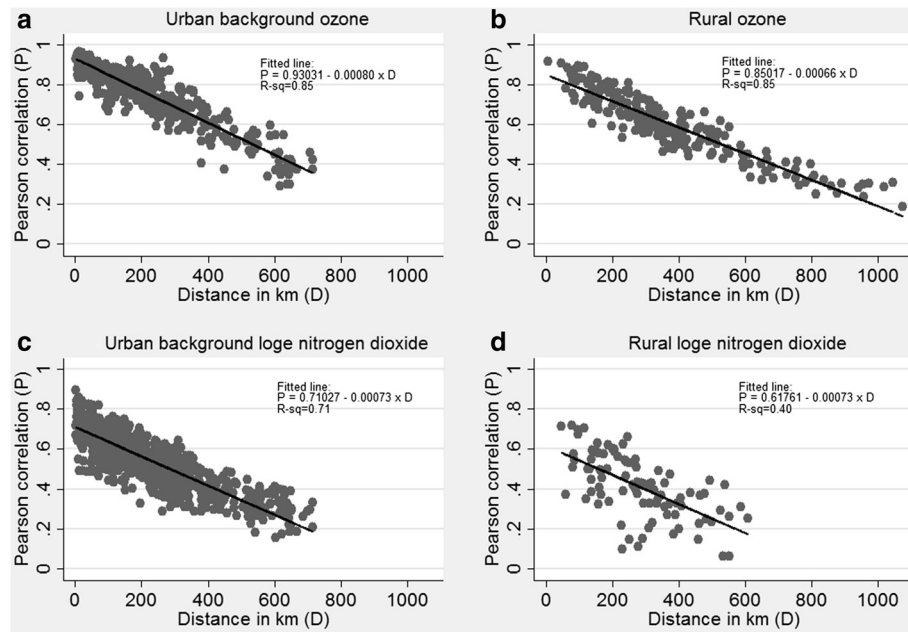 a
Urban background ozone
Pearson correlation (P)
1
.8
.6
.4
.2
0
Fitted line:
P = 0.93031 - 0.00080 x D
R-sq=0.85
0 200 400 600 800 1000
Distance in km (D)
b
Rural ozone
Pearson correlation (P)
1
.8
.6
.4
.2
0
Fitted line:
P = 0.85017 - 0.00066 x D
R-sq=0.85
0 200 400 600 800 1000
Distance in km (D)
c
Urban background loge nitrogen dioxide
Pearson correlation (P)
1
.8
.6
.4
.2
0
Fitted line:
P = 0.71027 - 0.00073 x D
R-sq=0.71
0 200 400 600 800 1000
Distance in km (D)
d
Rural loge nitrogen dioxide
Pearson correlation (P)
1
.8
.6
.4
.2
0
Fitted line:
P = 0.61761 - 0.00073 x D
R-sq=0.40
0 200 400 600 800 1000
Distance in km (D)